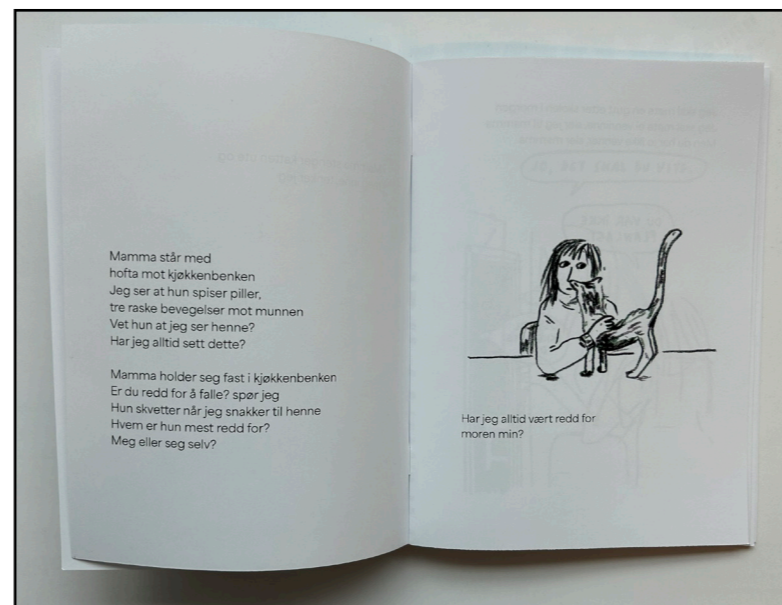 Mamma står med
hofta mot kjøkkenbenken
Jeg ser at hun spiser piller,
tre raske bevegelser mot munnen
Vet hun at jeg ser henne?
Har jeg alltid sett dette?
Mamma holder seg fast i kjøkkenbenken
Er du redd for å falle? spør jeg
Hun skvetter når jeg snakker til henne
Hvem er hun mest redd for?
Meg eller seg selv?
Har jeg alltid vært redd for
moren min?